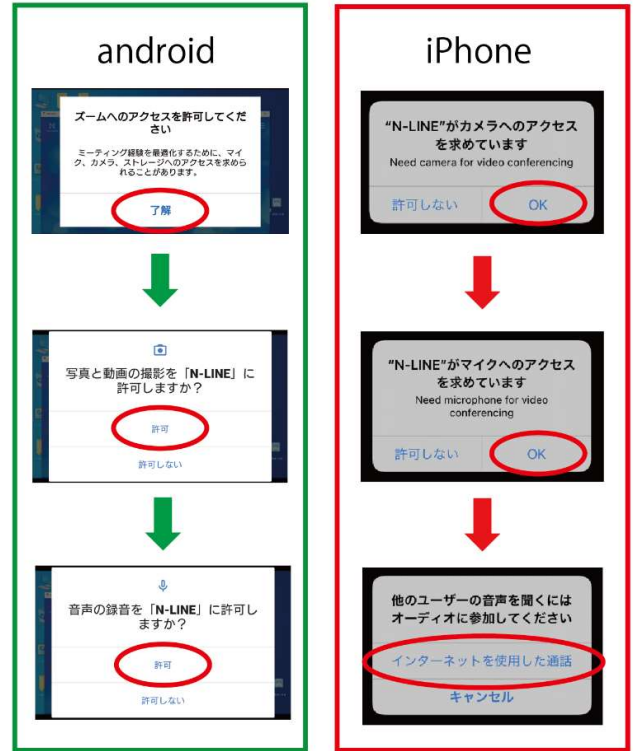 android
ズームへのアクセスを許可してくだ
さい
ミーティング経験を最適化するために、マイ
ク、カメラ、ストレージへのアクセスを求めら
れることがあります。
了解
写真と動画の撮影を「N-LINE」に
許可しますか？
許可
許可しない
音声の録音を「N-LINE」に許可し
ますか？
許可
許可しない
iPhone
“N-LINE”がカメラへのアクセス
を求めています
Need camera for video conferencing
許可しない OK
“N-LINE”がマイクへのアクセス
を求めています
Need microphone for video
conferencing
許可しない OK
他のユーザーの音声を聞くには
オーディオに参加してください
インターネットを使用した通話
キャンセル